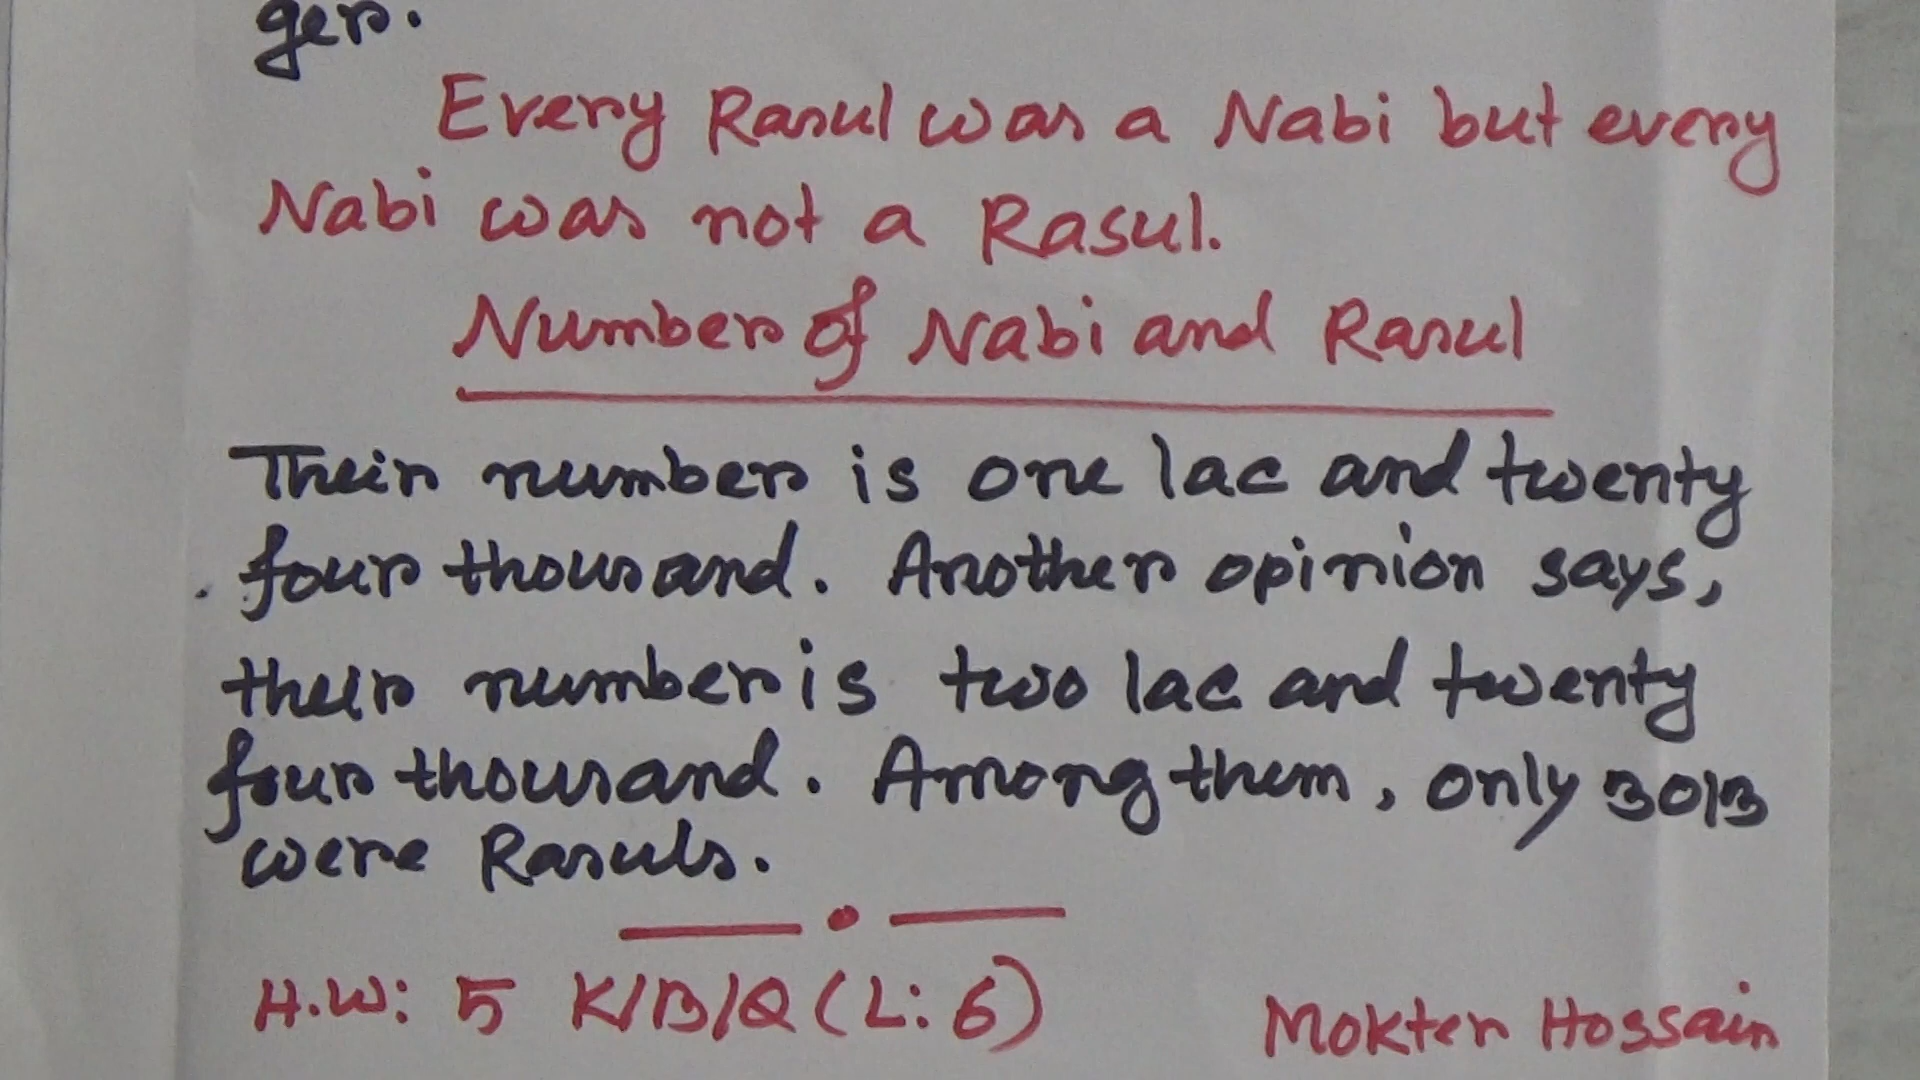 ger.
Every Rasul was a Nabi but every
Nabi was not a Rasul.
Number of Nabi and Rasul
Their number is one lac and twenty
four thousand. Another opinion says,
their number is two lac and twenty
four thousand. Among them, only 3013
were Rasuls.
H.W: 5 K/B/Q (L: 6)
Mokter Hossain